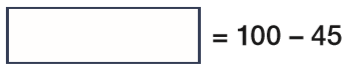 = 100 – 45